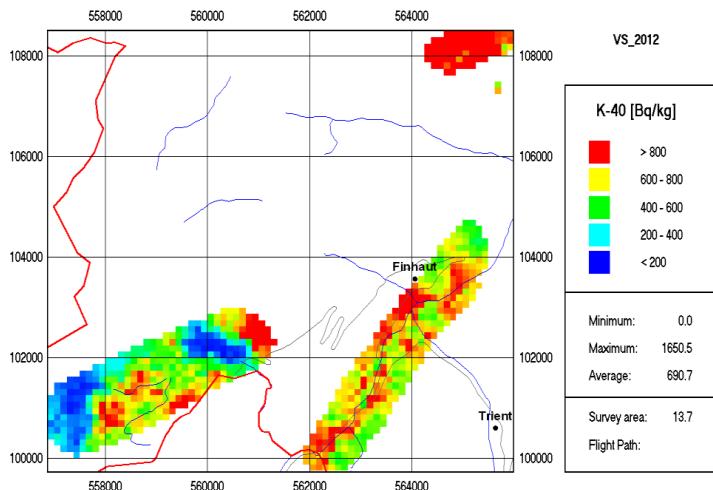 558000 560000 562000 564000
VS_2012
108000 108000
106000 106000
104000 104000
102000 102000
100000 100000
558000 560000 562000 564000
Finhaut
Trient
K-40 [Bq/kg]
> 800
600 - 800
400 - 600
200 - 400
< 200
Minimum: 0.0
Maximum: 1650.5
Average: 690.7
Survey area: 13.7
Flight Path: